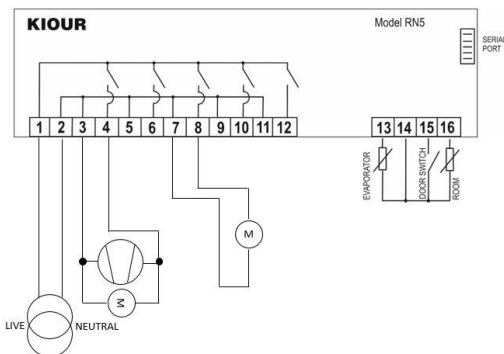 KIOUR
Model RN5
SERIAL
PORT
1 2 3 4 5 6 7 8 9 10 11 12
13 14 15 16
EVAPORATOR
DOOR SWITCH
ROOM
M
M
LIVE NEUTRAL